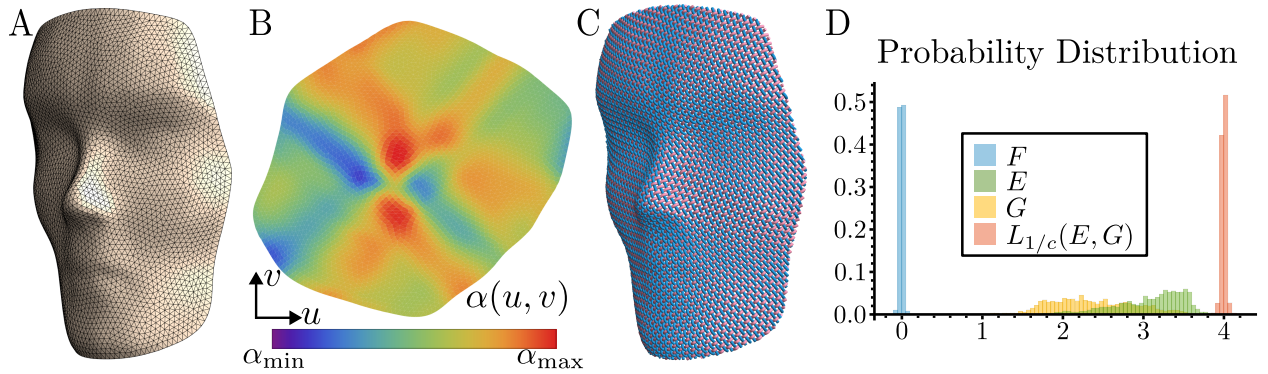 A
B
C
D
Probability Distribution
v
u
α(u, v)
α_min
α_max
0.5
0.4
0.3
0.2
0.1
0.0
F
E
G
L_{1/c}(E, G)
0 1 2 3 4